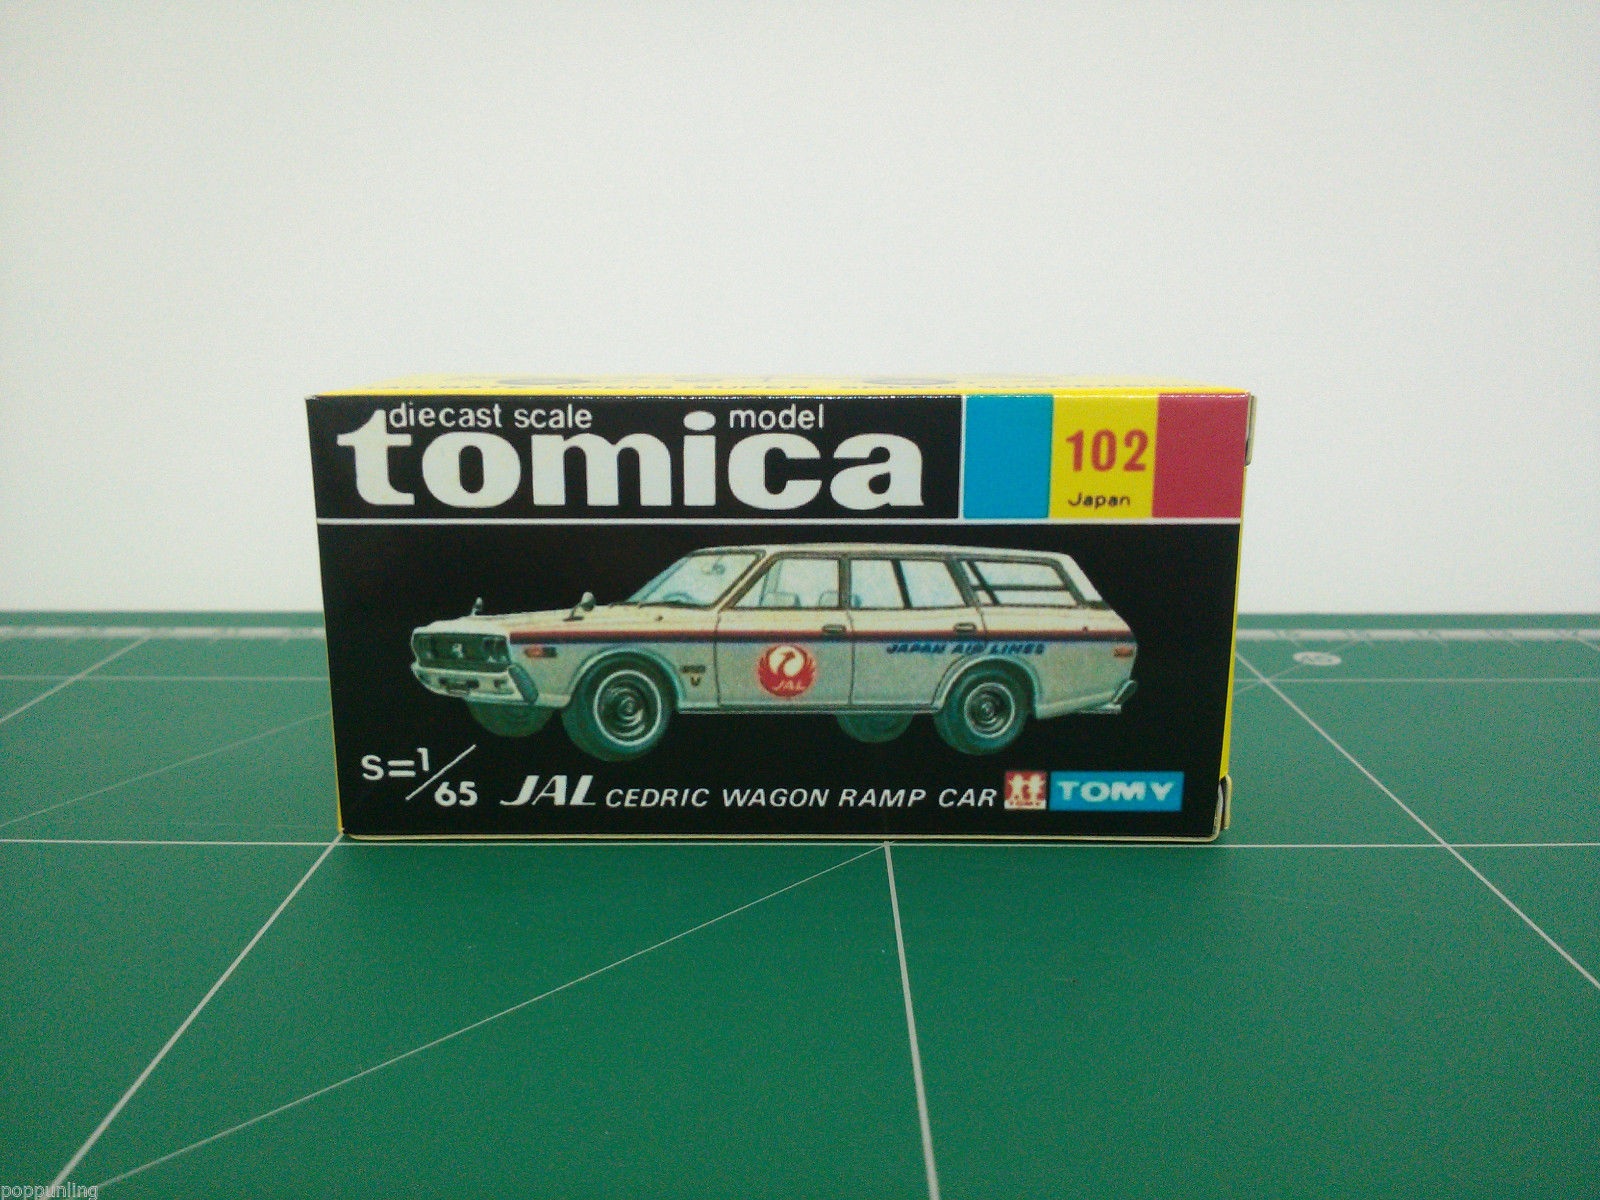 diecast scale model
tomica
102
Japan
JAPAN AIR LINES
JAL
S=1/65
JAL CEDRIC WAGON RAMP CAR TOMY TOMY
poppunling